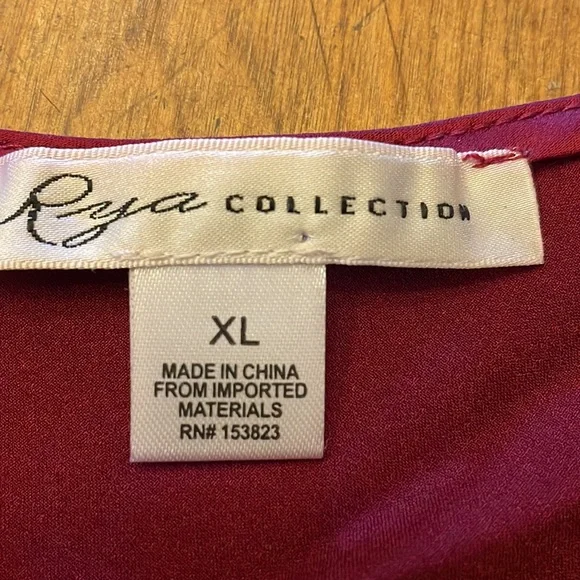 Rya COLLECTION
XL
MADE IN CHINA
FROM IMPORTED
MATERIALS
RN# 153823